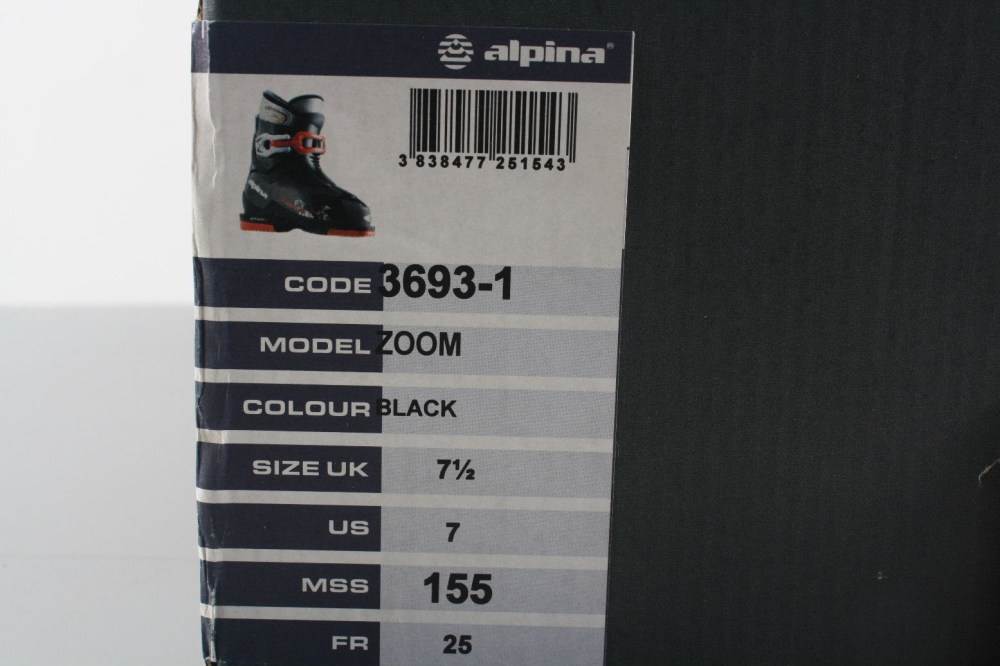 alpina®
3 838477 251543
alpina
CODE 3693-1
MODEL ZOOM
COLOUR BLACK
SIZE UK 7½
US 7
MSS 155
FR 25